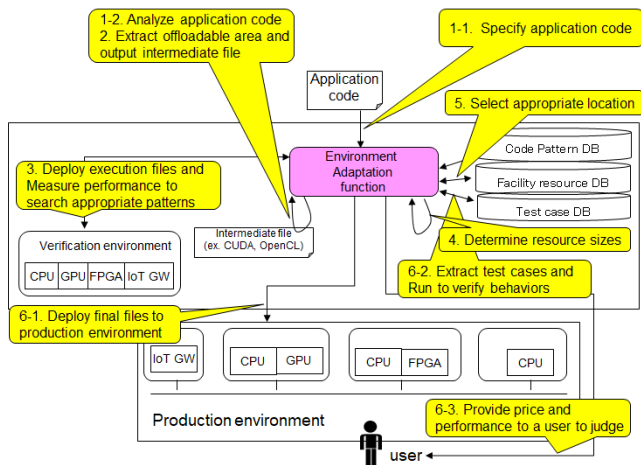 1-2. Analyze application code
2. Extract offloadable area and
output intermediate file
1-1. Specify application code
Application
code
5. Select appropriate location
3. Deploy execution files and
Measure performance to
search appropriate patterns
Environment
Adaptation
function
Code Pattern DB
Facility resource DB
Test case DB
Intermediate file
(ex. CUDA, OpenCL)
4. Determine resource sizes
Verification environment
CPU GPU FPGA IoT GW
6-2. Extract test cases and
Run to verify behaviors
6-1. Deploy final files to
production environment
IoT GW
CPU GPU
CPU FPGA
CPU
Production environment
6-3. Provide price and
performance to a user to judge
user